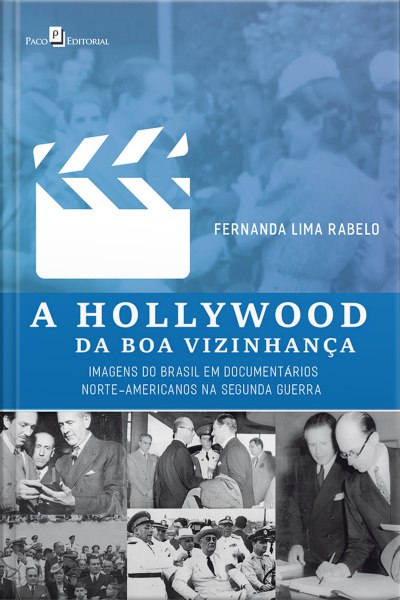 PACO EDITORIAL
FERNANDA LIMA RABELO
A HOLLYWOOD
DA BOA VIZINHANÇA
IMAGENS DO BRASIL EM DOCUMENTÁRIOS
NORTE-AMERICANOS NA SEGUNDA GUERRA